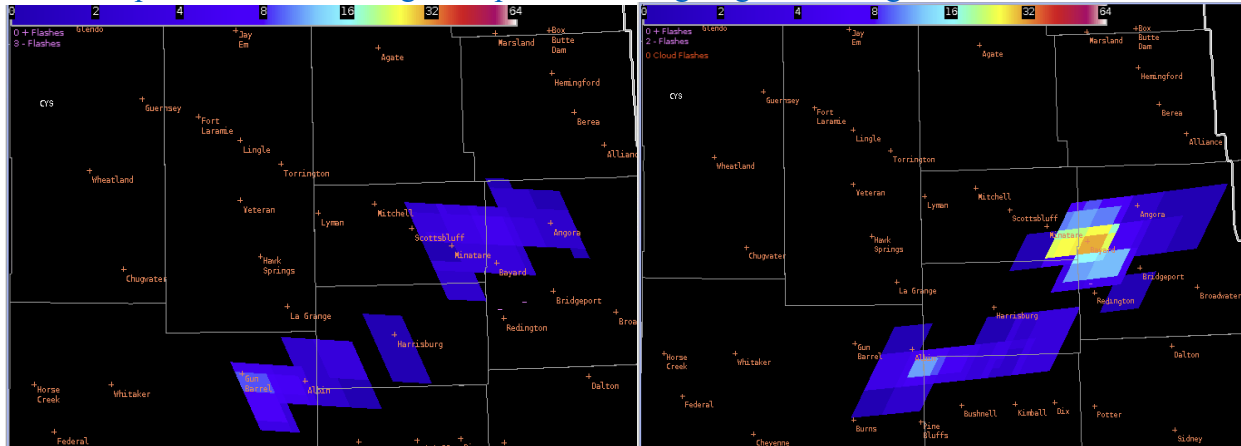 0 2 4 8 16 32 64
0 + Flashes
3 - Flashes
Glendo
Jay
Em
Agate
Marsland
Box
Butte
Dam
Hemingford
CYS
Guernsey
Fort
Laramie
Berea
Lingle
Allianc
Wheatland
Torrington
Veteran
Lyman
Mitchell
Scottsbluff
Angora
Minatare
Hawk
Springs
Bayard
Chugwater
Bridgeport
La Grange
Redington
Broa
Harrisburg
Gun
Barrel
Albin
Dalton
Horse
Creek
Whitaker
Federal
0 2 4 8 16 32 64
0 + Flashes
2 - Flashes
0 Cloud Flashes
Glendo
Jay
Em
Agate
Marsland
Box
Butte
Dam
Hemingford
CYS
Guernsey
Fort
Laramie
Berea
Lingle
Alliance
Wheatland
Torrington
Veteran
Lyman
Mitchell
Scottsbluff
Angora
Minatare
Hawk
Springs
Bayard
Chugwater
Bridgeport
La Grange
Redington
Broadwater
Harrisburg
Gun
Barrel
Albin
Dalton
Horse
Creek
Whitaker
Federal
Bushnell
Kimball
Dix
Potter
Burns
Pine
Bluffs
Cheyenne
Sidney